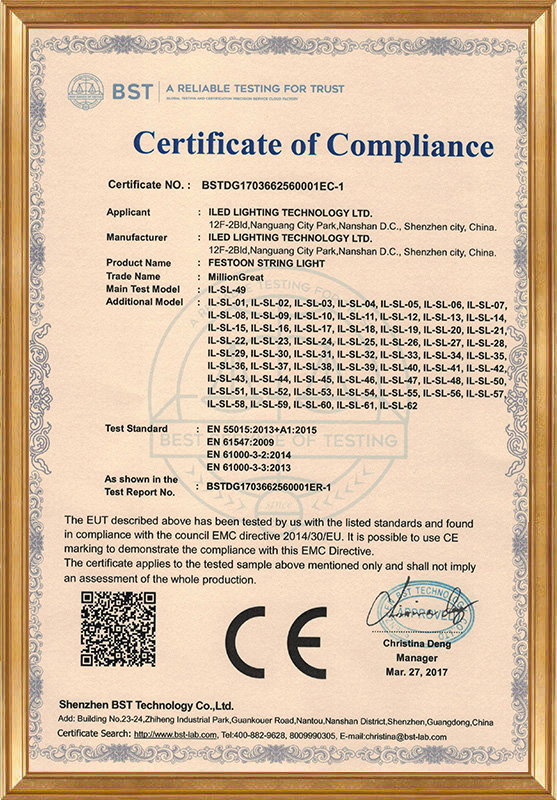 BST A RELIABLE TESTING FOR TRUST
GLOBAL TESTING AND CERTIFICATION PRECISION SERVICE CLOUD FACTORY
Certificate of Compliance
Certificate NO. : BSTDG1703662560001EC-1
Applicant : ILED LIGHTING TECHNOLOGY LTD.
12F-2Bld,Nanguang City Park,Nanshan D.C., Shenzhen city, China.
Manufacturer : ILED LIGHTING TECHNOLOGY LTD.
12F-2Bld,Nanguang City Park,Nanshan D.C., Shenzhen city, China.
Product Name : FESTOON STRING LIGHT
Trade Name : MillionGreat
Main Test Model : IL-SL-49
Additional Model : IL-SL-01, IL-SL-02, IL-SL-03, IL-SL-04, IL-SL-05, IL-SL-06, IL-SL-07,
IL-SL-08, IL-SL-09, IL-SL-10, IL-SL-11, IL-SL-12, IL-SL-13, IL-SL-14,
IL-SL-15, IL-SL-16, IL-SL-17, IL-SL-18, IL-SL-19, IL-SL-20, IL-SL-21,
IL-SL-22, IL-SL-23, IL-SL-24, IL-SL-25, IL-SL-26, IL-SL-27, IL-SL-28,
IL-SL-29, IL-SL-30, IL-SL-31, IL-SL-32, IL-SL-33, IL-SL-34, IL-SL-35,
IL-SL-36, IL-SL-37, IL-SL-38, IL-SL-39, IL-SL-40, IL-SL-41, IL-SL-42,
IL-SL-43, IL-SL-44, IL-SL-45, IL-SL-46, IL-SL-47, IL-SL-48, IL-SL-50,
IL-SL-51, IL-SL-52, IL-SL-53, IL-SL-54, IL-SL-55, IL-SL-56, IL-SL-57,
IL-SL-58, IL-SL-59, IL-SL-60, IL-SL-61, IL-SL-62
Test Standard : EN 55015:2013+A1:2015
EN 61547:2009
EN 61000-3-2:2014
EN 61000-3-3:2013
As shown in the
Test Report No. : BSTDG1703662560001ER-1
The EUT described above has been tested by us with the listed standards and found
in compliance with the council EMC directive 2014/30/EU. It is possible to use CE
marking to demonstrate the compliance with this EMC Directive.
The certificate applies to the tested sample above mentioned only and shall not imply
an assessment of the whole production.
CE
BST TECHNOLOGY
APPROVED
Christina Deng
Manager
Mar. 27, 2017
Shenzhen BST Technology Co.,Ltd.
Add: Building No.23-24,Zhiheng Industrial Park,Guankouer Road,Nantou,Nanshan District,Shenzhen,Guangdong,China
Certificate Search: http://www.bst-lab.com, Tel:400-882-9628, 8009990305, E-mail:christina@bst-lab.com